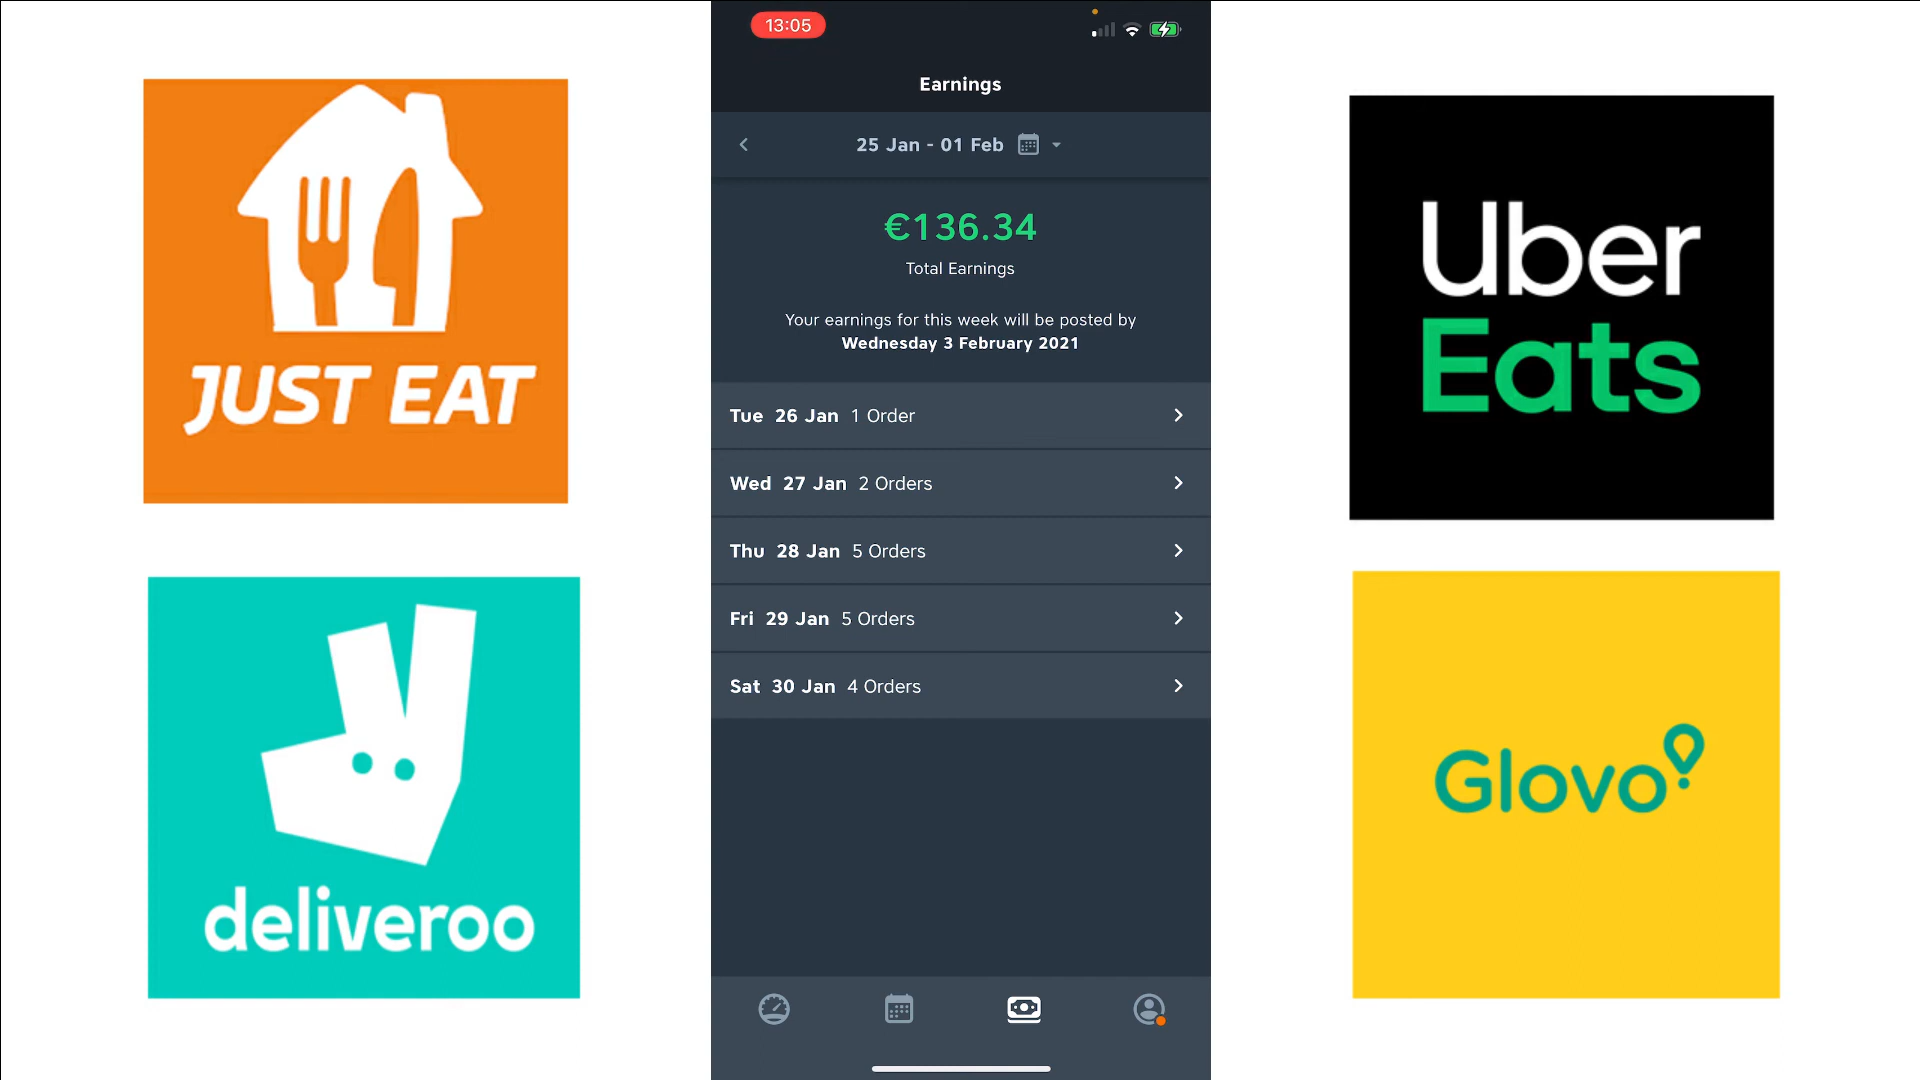 JUST EAT
deliveroo
13:05
Earnings
25 Jan - 01 Feb
€136.34
Total Earnings
Your earnings for this week will be posted by
Wednesday 3 February 2021
Tue 26 Jan 1 Order
Wed 27 Jan 2 Orders
Thu 28 Jan 5 Orders
Fri 29 Jan 5 Orders
Sat 30 Jan 4 Orders
Uber
Eats
Glovo